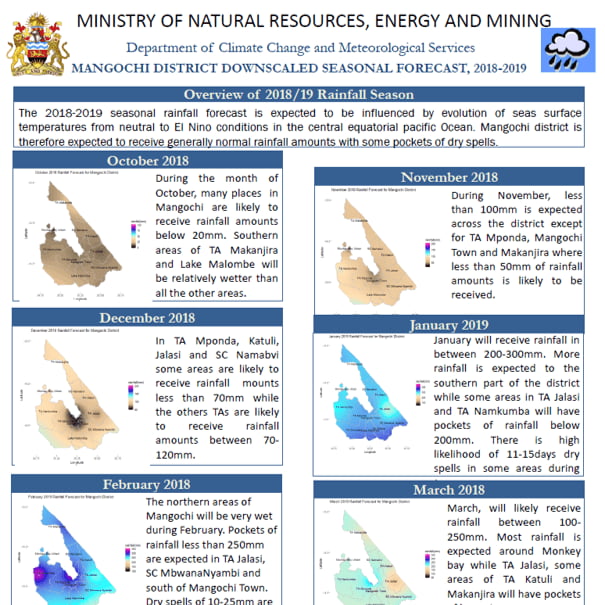 MINISTRY OF NATURAL RESOURCES, ENERGY AND MINING
Department of Climate Change and Meteorological Services
MANGOCHI DISTRICT DOWNSCALED SEASONAL FORECAST, 2018-2019
Overview of 2018/19 Rainfall Season
The 2018-2019 seasonal rainfall forecast is expected to be influenced by evolution of seas surface
temperatures from neutral to El Nino conditions in the central equatorial pacific Ocean. Mangochi district is
therefore expected to receive generally normal rainfall amounts with some pockets of dry spells.
October 2018
October 2018 Rainfall Forecast for Mangochi District
During the month of
October, many places in
Mangochi are likely to
receive rainfall amounts
below 20mm. Southern
areas of TA Makanjira
and Lake Malombe will
be relatively wetter than
all the other areas.
November 2018
November 2018 Rainfall Forecast for Mangochi District
During November, less
than 100mm is expected
across the district except
for TA Mponda, Mangochi
Town and Makanjira where
less than 50mm of rainfall
amounts is likely to be
received.
December 2018
December 2018 Rainfall Forecast for Mangochi District
In TA Mponda, Katuli,
Jalasi and SC Namabvi
some areas are likely to
receive rainfall mounts
less than 70mm while
the others TAs are likely
to receive rainfall
amounts between 70-
120mm.
January 2019
January 2019 Rainfall Forecast for Mangochi District
January will receive rainfall in
between 200-300mm. More
rainfall is expected to the
southern part of the district
while some areas in TA Jalasi
and TA Namkumba will have
pockets of rainfall below
200mm. There is high
likelihood of 11-15days dry
spells in some areas during
February 2018
February 2018 Rainfall Forecast for Mangochi District
The northern areas of
Mangochi will be very wet
during February. Pockets of
rainfall less than 250mm
are expected in TA Jalasi,
SC MbwanaNyambi and
south of Mangochi Town.
Dry spells of 10-25mm are
March 2018
March 2018 Rainfall Forecast for Mangochi District
March, will likely receive
rainfall between 100-
250mm. Most rainfall is
expected around Monkey
bay while TA Jalasi, some
areas of TA Katuli and
Makanjira will have pockets